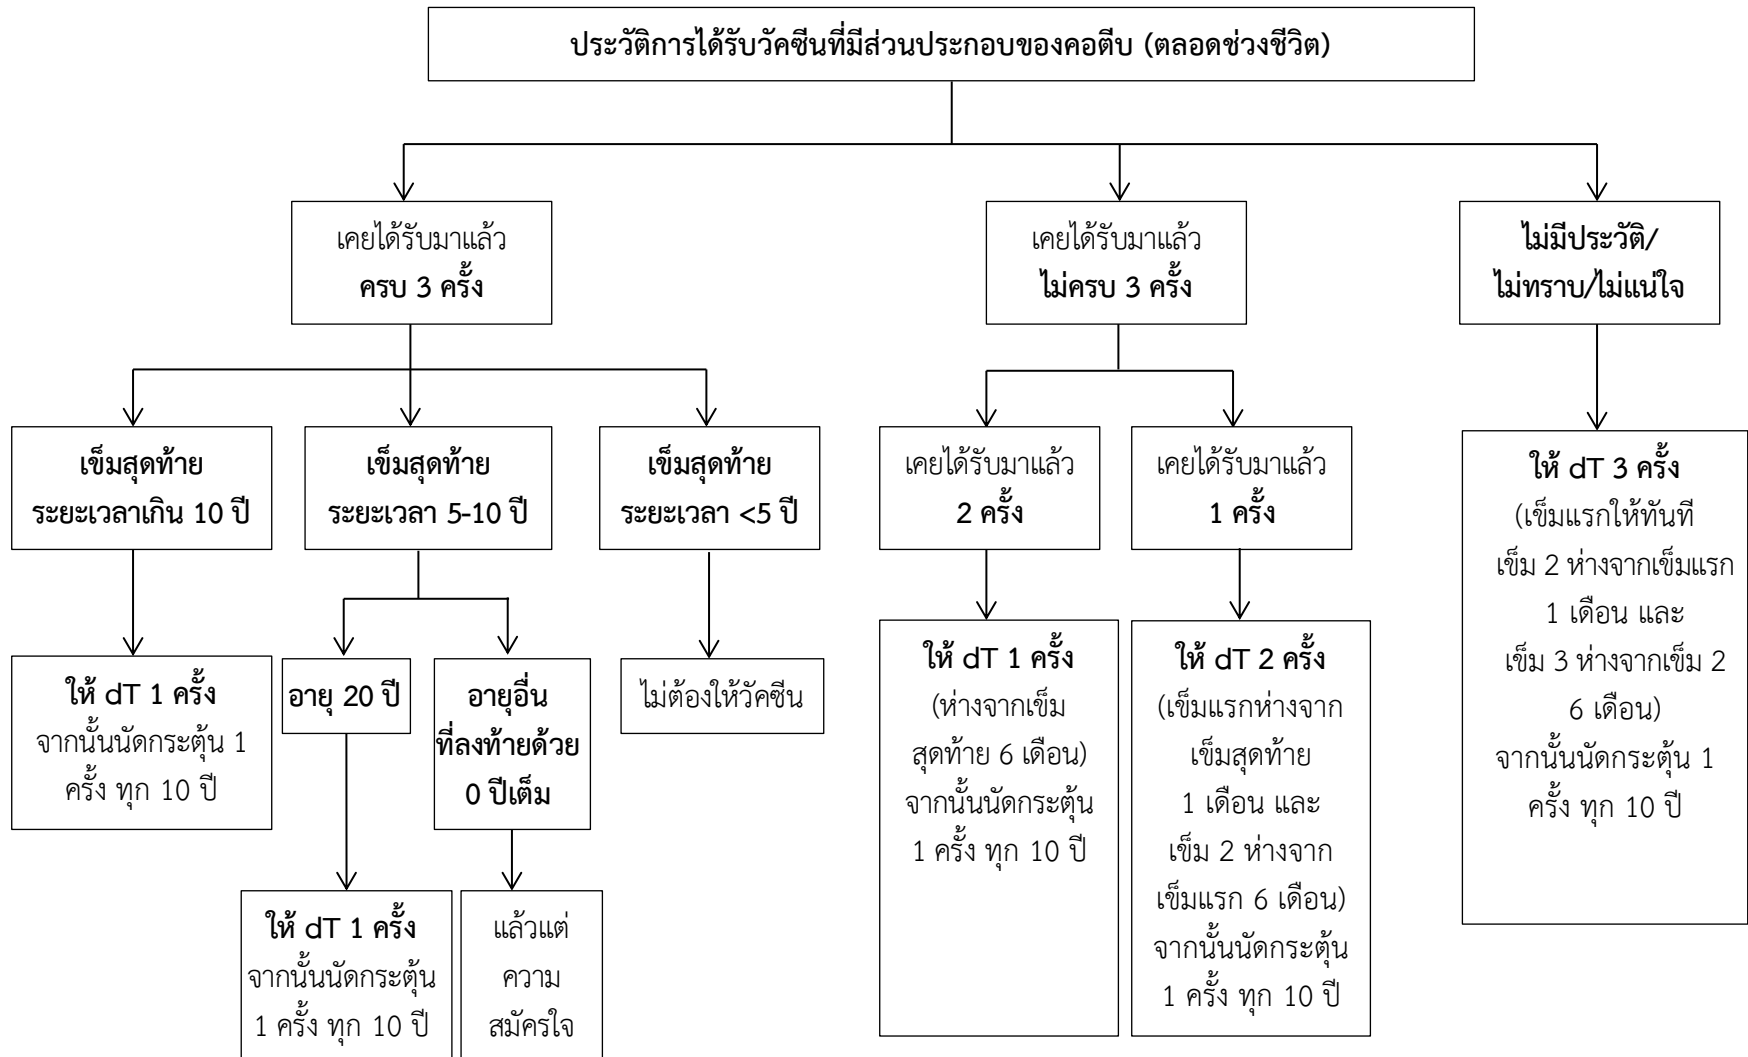 ประวัติการได้รับวัคซีนที่มีส่วนประกอบของคอตีบ (ตลอดช่วงชีวิต)
เคยได้รับมาแล้ว
ครบ 3 ครั้ง
เคยได้รับมาแล้ว
ไม่ครบ 3 ครั้ง
ไม่มีประวัติ/
ไม่ทราบ/ไม่แน่ใจ
เข็มสุดท้าย
ระยะเวลาเกิน 10 ปี
เข็มสุดท้าย
ระยะเวลา 5-10 ปี
เข็มสุดท้าย
ระยะเวลา <5 ปี
เคยได้รับมาแล้ว
2 ครั้ง
เคยได้รับมาแล้ว
1 ครั้ง
ให้ dT 3 ครั้ง
(เข็มแรกให้ทันที
เข็ม 2 ห่างจากเข็มแรก
1 เดือน และ
เข็ม 3 ห่างจากเข็ม 2
6 เดือน)
จากนั้นนัดกระตุ้น 1
ครั้ง ทุก 10 ปี
ให้ dT 1 ครั้ง
จากนั้นนัดกระตุ้น 1
ครั้ง ทุก 10 ปี
อายุ 20 ปี
อายุอื่น
ที่ลงท้ายด้วย
0 ปีเต็ม
ไม่ต้องให้วัคซีน
ให้ dT 1 ครั้ง
(ห่างจากเข็ม
สุดท้าย 6 เดือน)
จากนั้นนัดกระตุ้น
1 ครั้ง ทุก 10 ปี
ให้ dT 2 ครั้ง
(เข็มแรกห่างจาก
เข็มสุดท้าย
1 เดือน และ
เข็ม 2 ห่างจาก
เข็มแรก 6 เดือน)
จากนั้นนัดกระตุ้น
1 ครั้ง ทุก 10 ปี
ให้ dT 1 ครั้ง
จากนั้นนัดกระตุ้น
1 ครั้ง ทุก 10 ปี
แล้วแต่
ความ
สมัครใจ